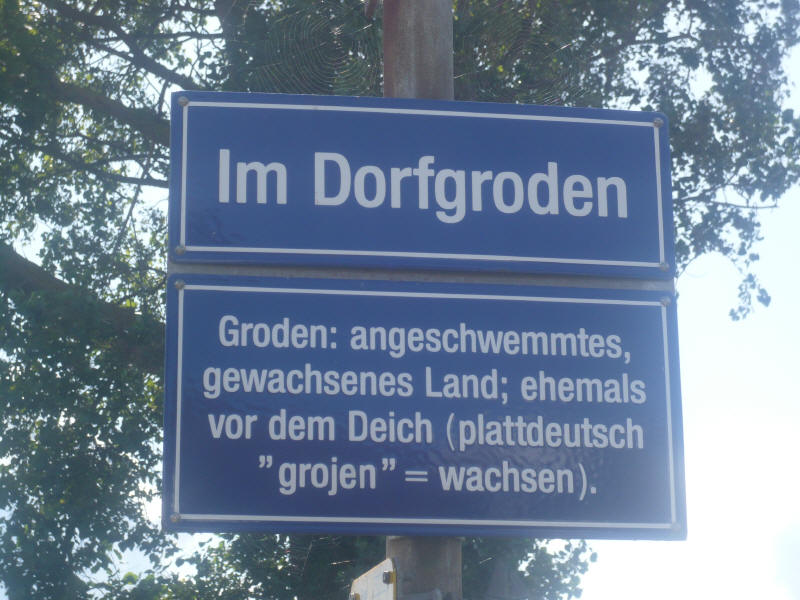 Im Dorfgroden
Groden: angeschwemmtes,
gewachsenes Land; ehemals
vor dem Deich (plattdeutsch
”grojen” = wachsen).